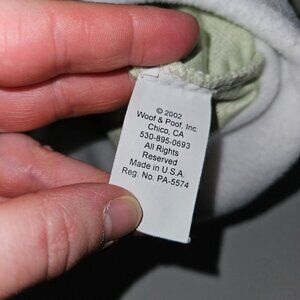 © 2002
Woof & Poof, Inc.
Chico, CA
530-895-0693
All Rights
Reserved
Made in U.S.A.
Reg. No. PA-5574